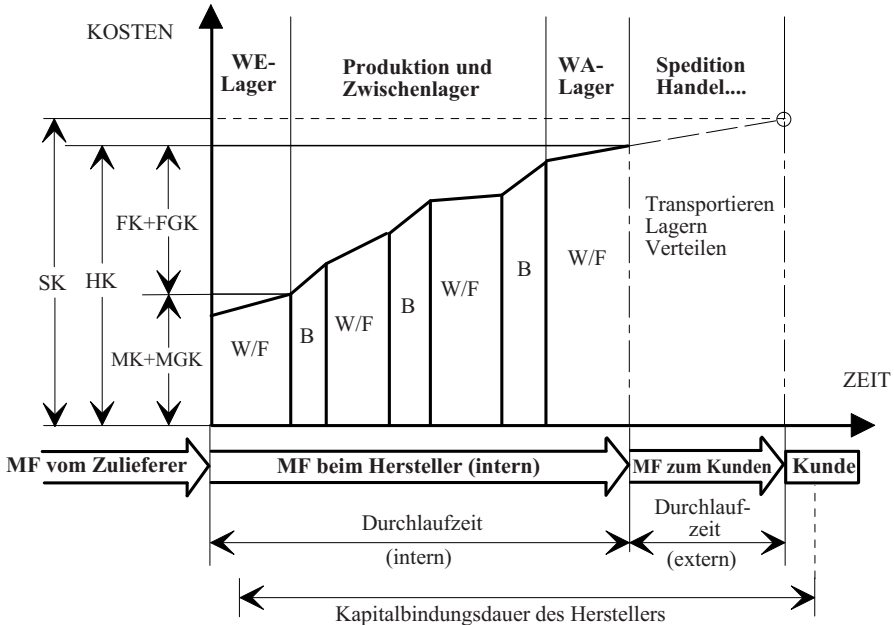 KOSTEN
WE-
Lager
Produktion und
Zwischenlager
WA-
Lager
Spedition
Handel....
FK+FGK
SK
HK
MK+MGK
W/F
B
W/F
B
W/F
B
W/F
Transportieren
Lagern
Verteilen
ZEIT
MF vom Zulieferer
MF beim Hersteller (intern)
MF zum Kunden
Kunde
Durchlaufzeit
(intern)
Durchlauf-
zeit
(extern)
Kapitalbindungsdauer des Herstellers